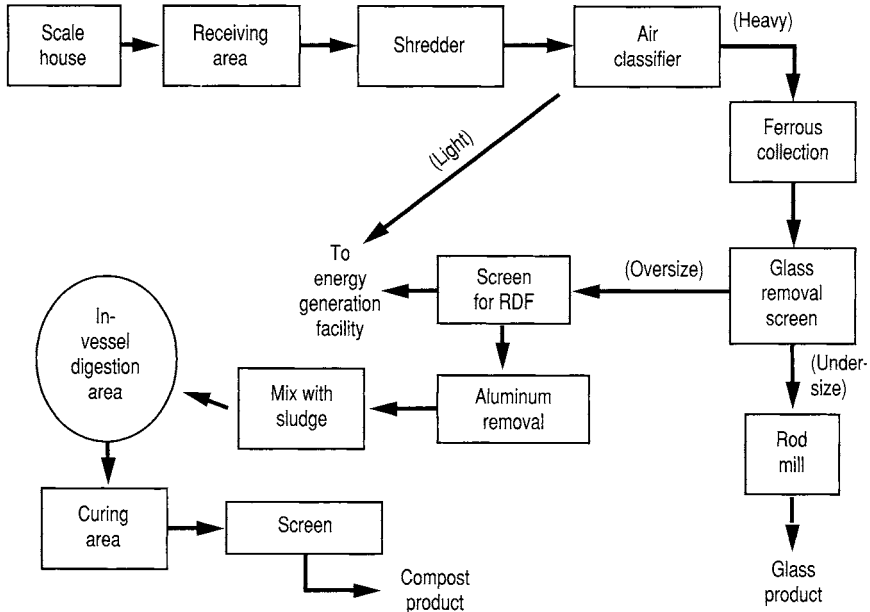 Scale
house
Receiving
area
Shredder
Air
classifier
(Heavy)
Ferrous
collection
(Light)
To
energy
generation
facility
Screen
for RDF
(Oversize)
Glass
removal
screen
In-
vessel
digestion
area
Mix with
sludge
Aluminum
removal
(Under-
size)
Rod
mill
Curing
area
Screen
Compost
product
Glass
product